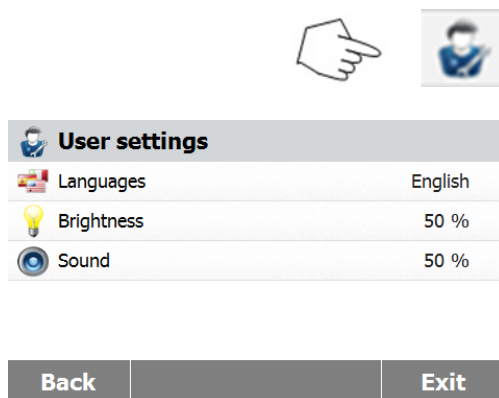 User settings
Languages English
Brightness 50 %
Sound 50 %
Back Exit